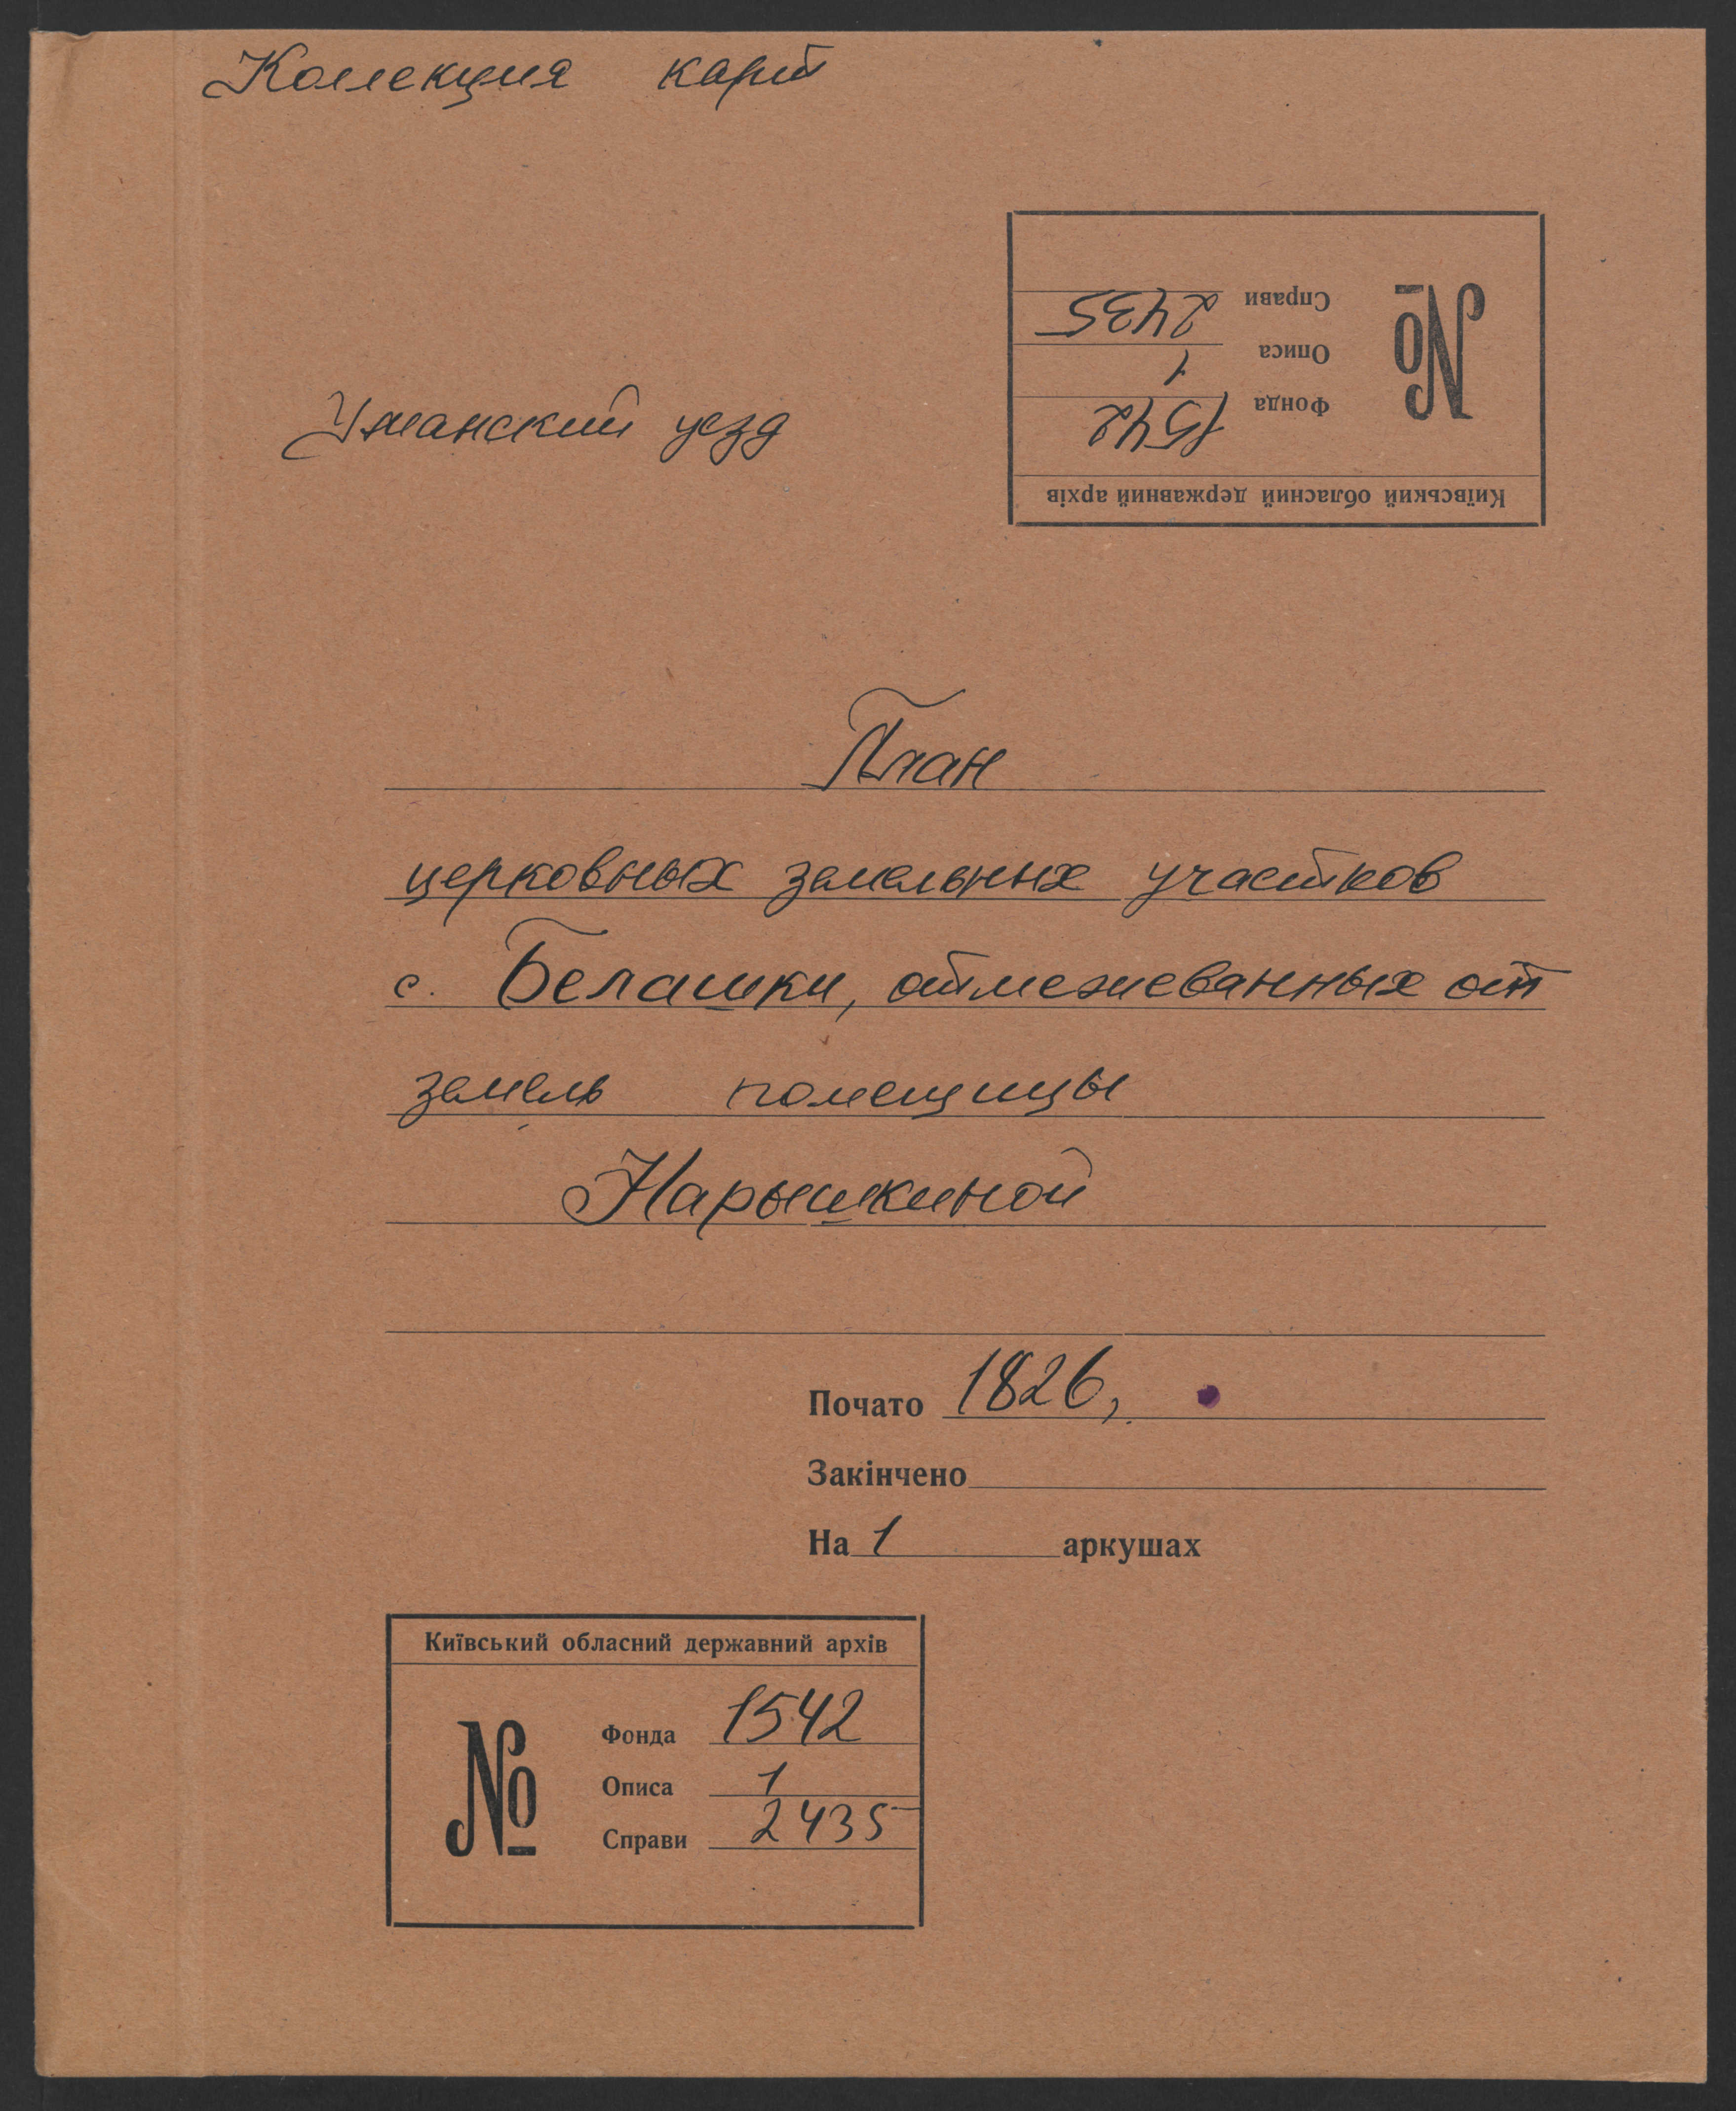 Коллекция карт
Київський обласний державний архів
№
Фонда 1542
Описа 1
Справи 2435
Уманский уезд
План
церковных земельных участков
с. Белашки, отмежеванных от
земель помещицы
Нарышкиной
Почато 1826,
Закінчено
На 1 аркушах
Київський обласний державний архів
№
Фонда 1542
Описа 1
Справи 2435